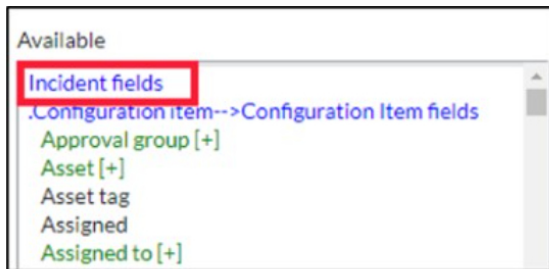 Available
Incident fields
.Configuration Item-->Configuration Item fields
Approval group [+]
Asset [+]
Asset tag
Assigned
Assigned to [+]